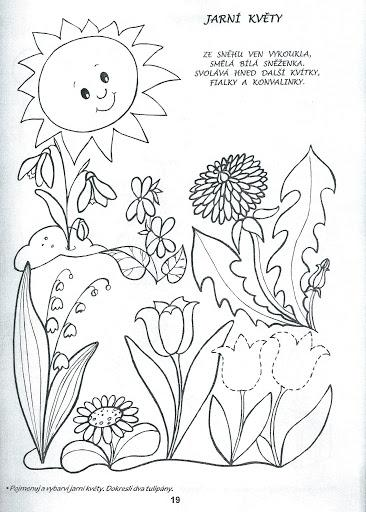 JARNÍ KVĚTY
ZE SNĚHU VEN VYKOUKLA,
SMĚLÁ BÍLÁ SNĚŽENKA.
SVOLÁVÁ HNED DALŠÍ KVÍTKY,
FIALKY A KONVALINKY.
• Pojmenuj a vybarvi jarní květy. Dokresli dva tulipány.
19